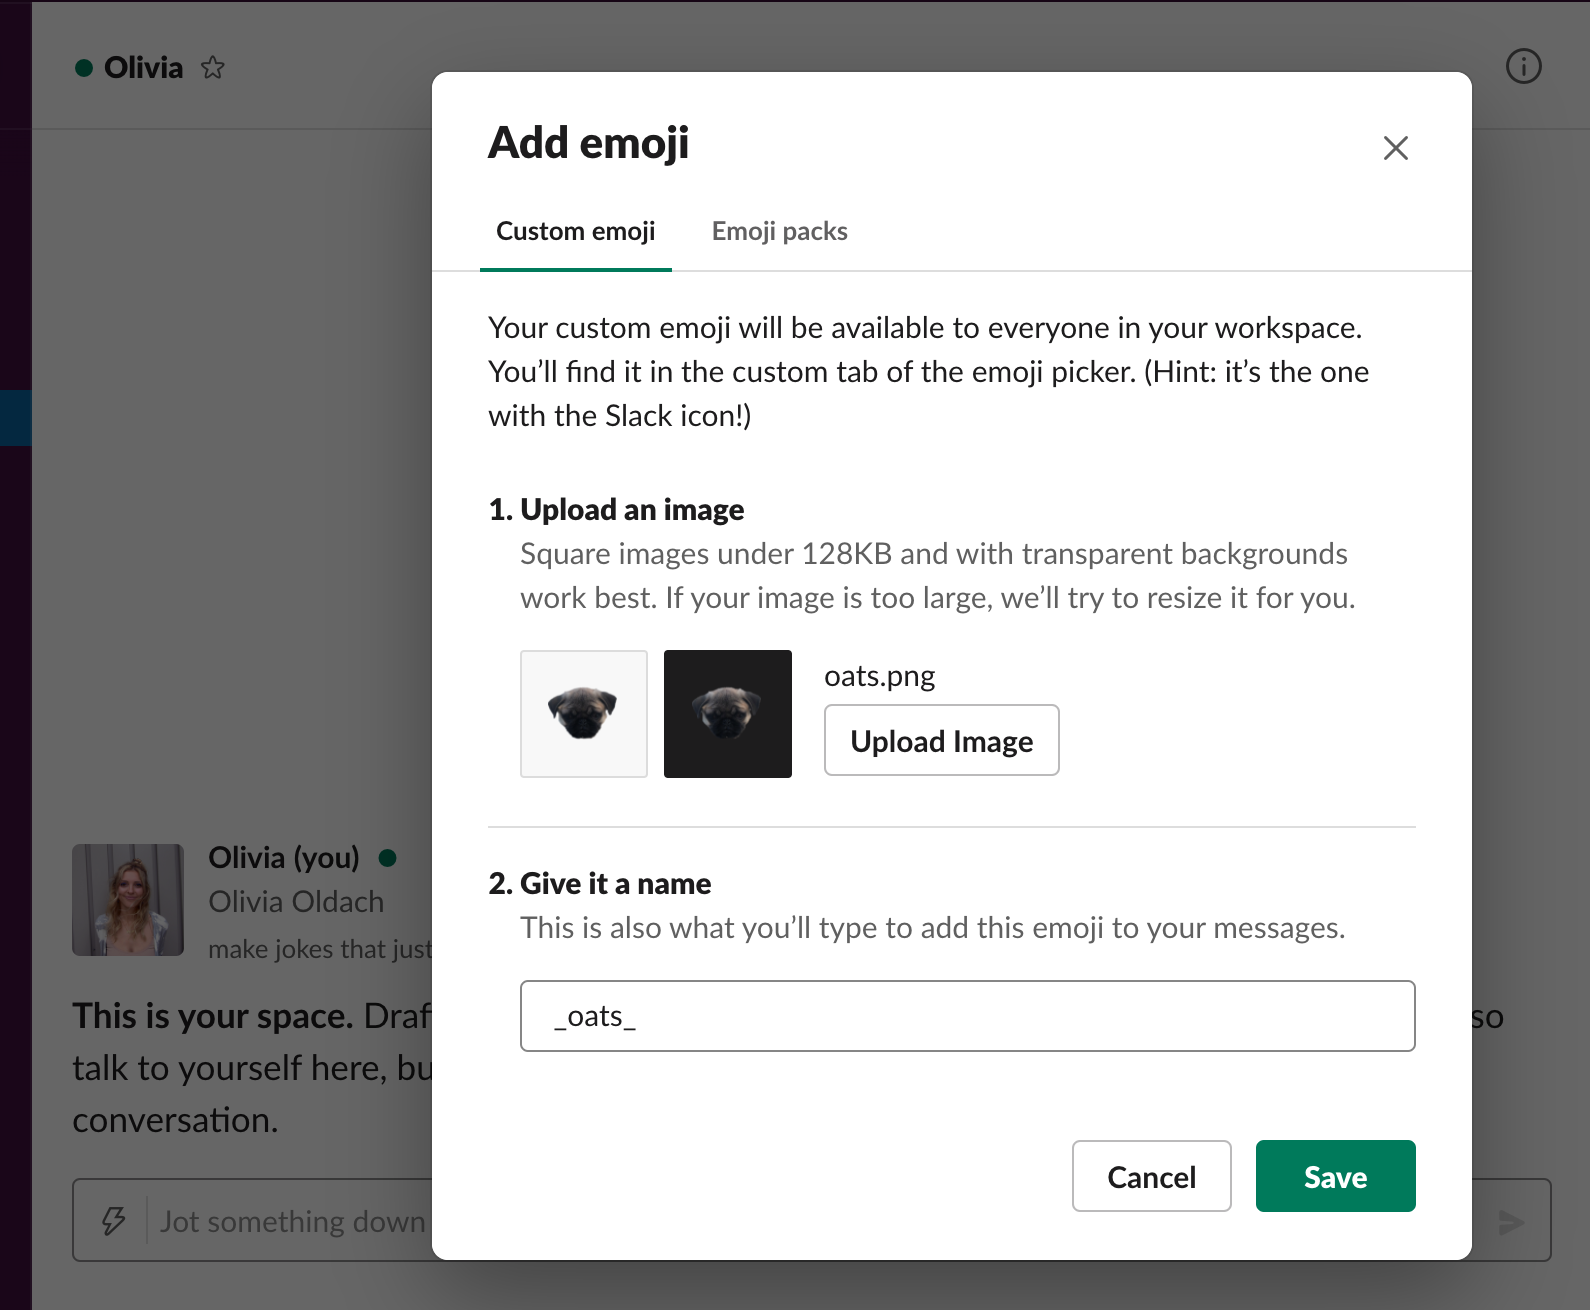 Olivia
Add emoji
Custom emoji
Emoji packs
Your custom emoji will be available to everyone in your workspace.
You’ll find it in the custom tab of the emoji picker. (Hint: it’s the one
with the Slack icon!)
1. Upload an image
Square images under 128KB and with transparent backgrounds
work best. If your image is too large, we’ll try to resize it for you.
oats.png
Upload Image
2. Give it a name
This is also what you’ll type to add this emoji to your messages.
_oats_
Cancel
Save
Olivia (you)
Olivia Oldach
make jokes that just
This is your space. Draf
so
talk to yourself here, bu
conversation.
Jot something down